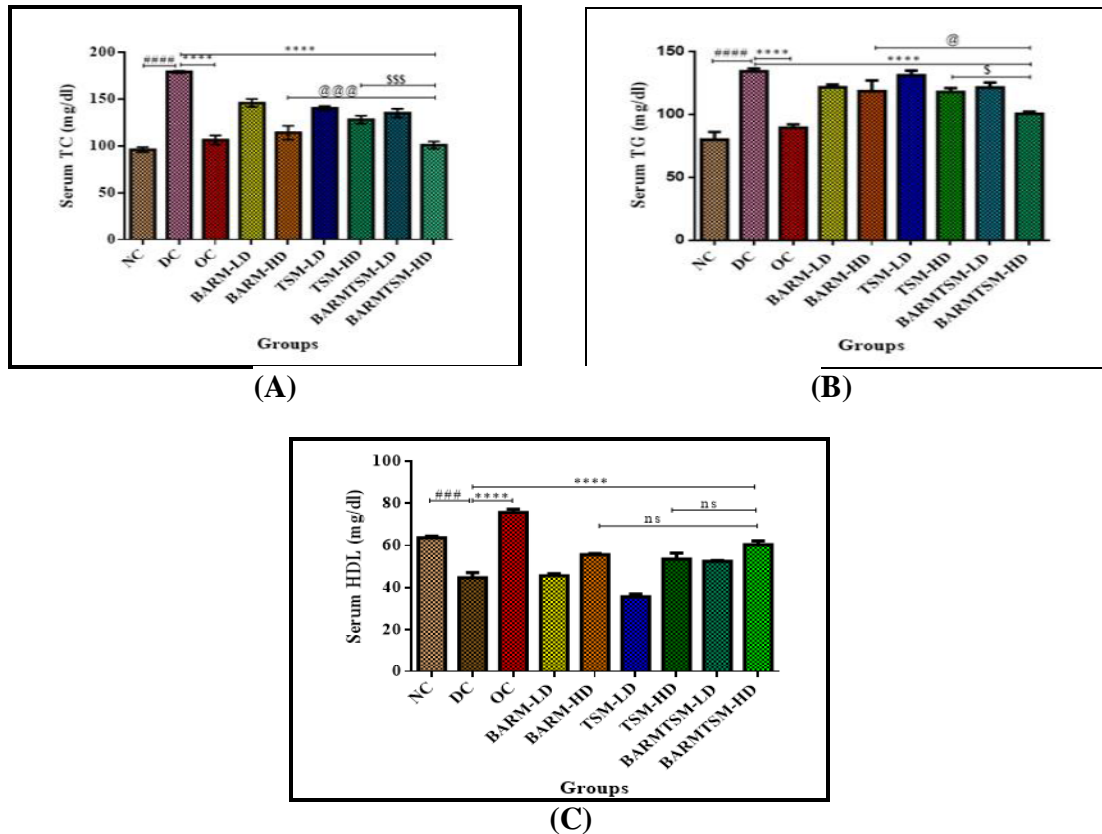 200
150
100
50
0
Serum TC (mg/dl)
####
****
****
@@@
$$$
NC
DC
OC
BARM-LD
BARM-HD
TSM-LD
TSM-HD
BARMTSM-LD
BARMTSM-HD
Groups
(A)
150
100
50
0
Serum TG (mg/dl)
####
****
@
****
$
NC
DC
OC
BARM-LD
BARM-HD
TSM-LD
TSM-HD
BARMTSM-LD
BARMTSM-HD
Groups
(B)
100
80
60
40
20
0
Serum HDL (mg/dl)
###
****
****
ns
ns
NC
DC
OC
BARM-LD
BARM-HD
TSM-LD
TSM-HD
BARMTSM-LD
BARMTSM-HD
Groups
(C)